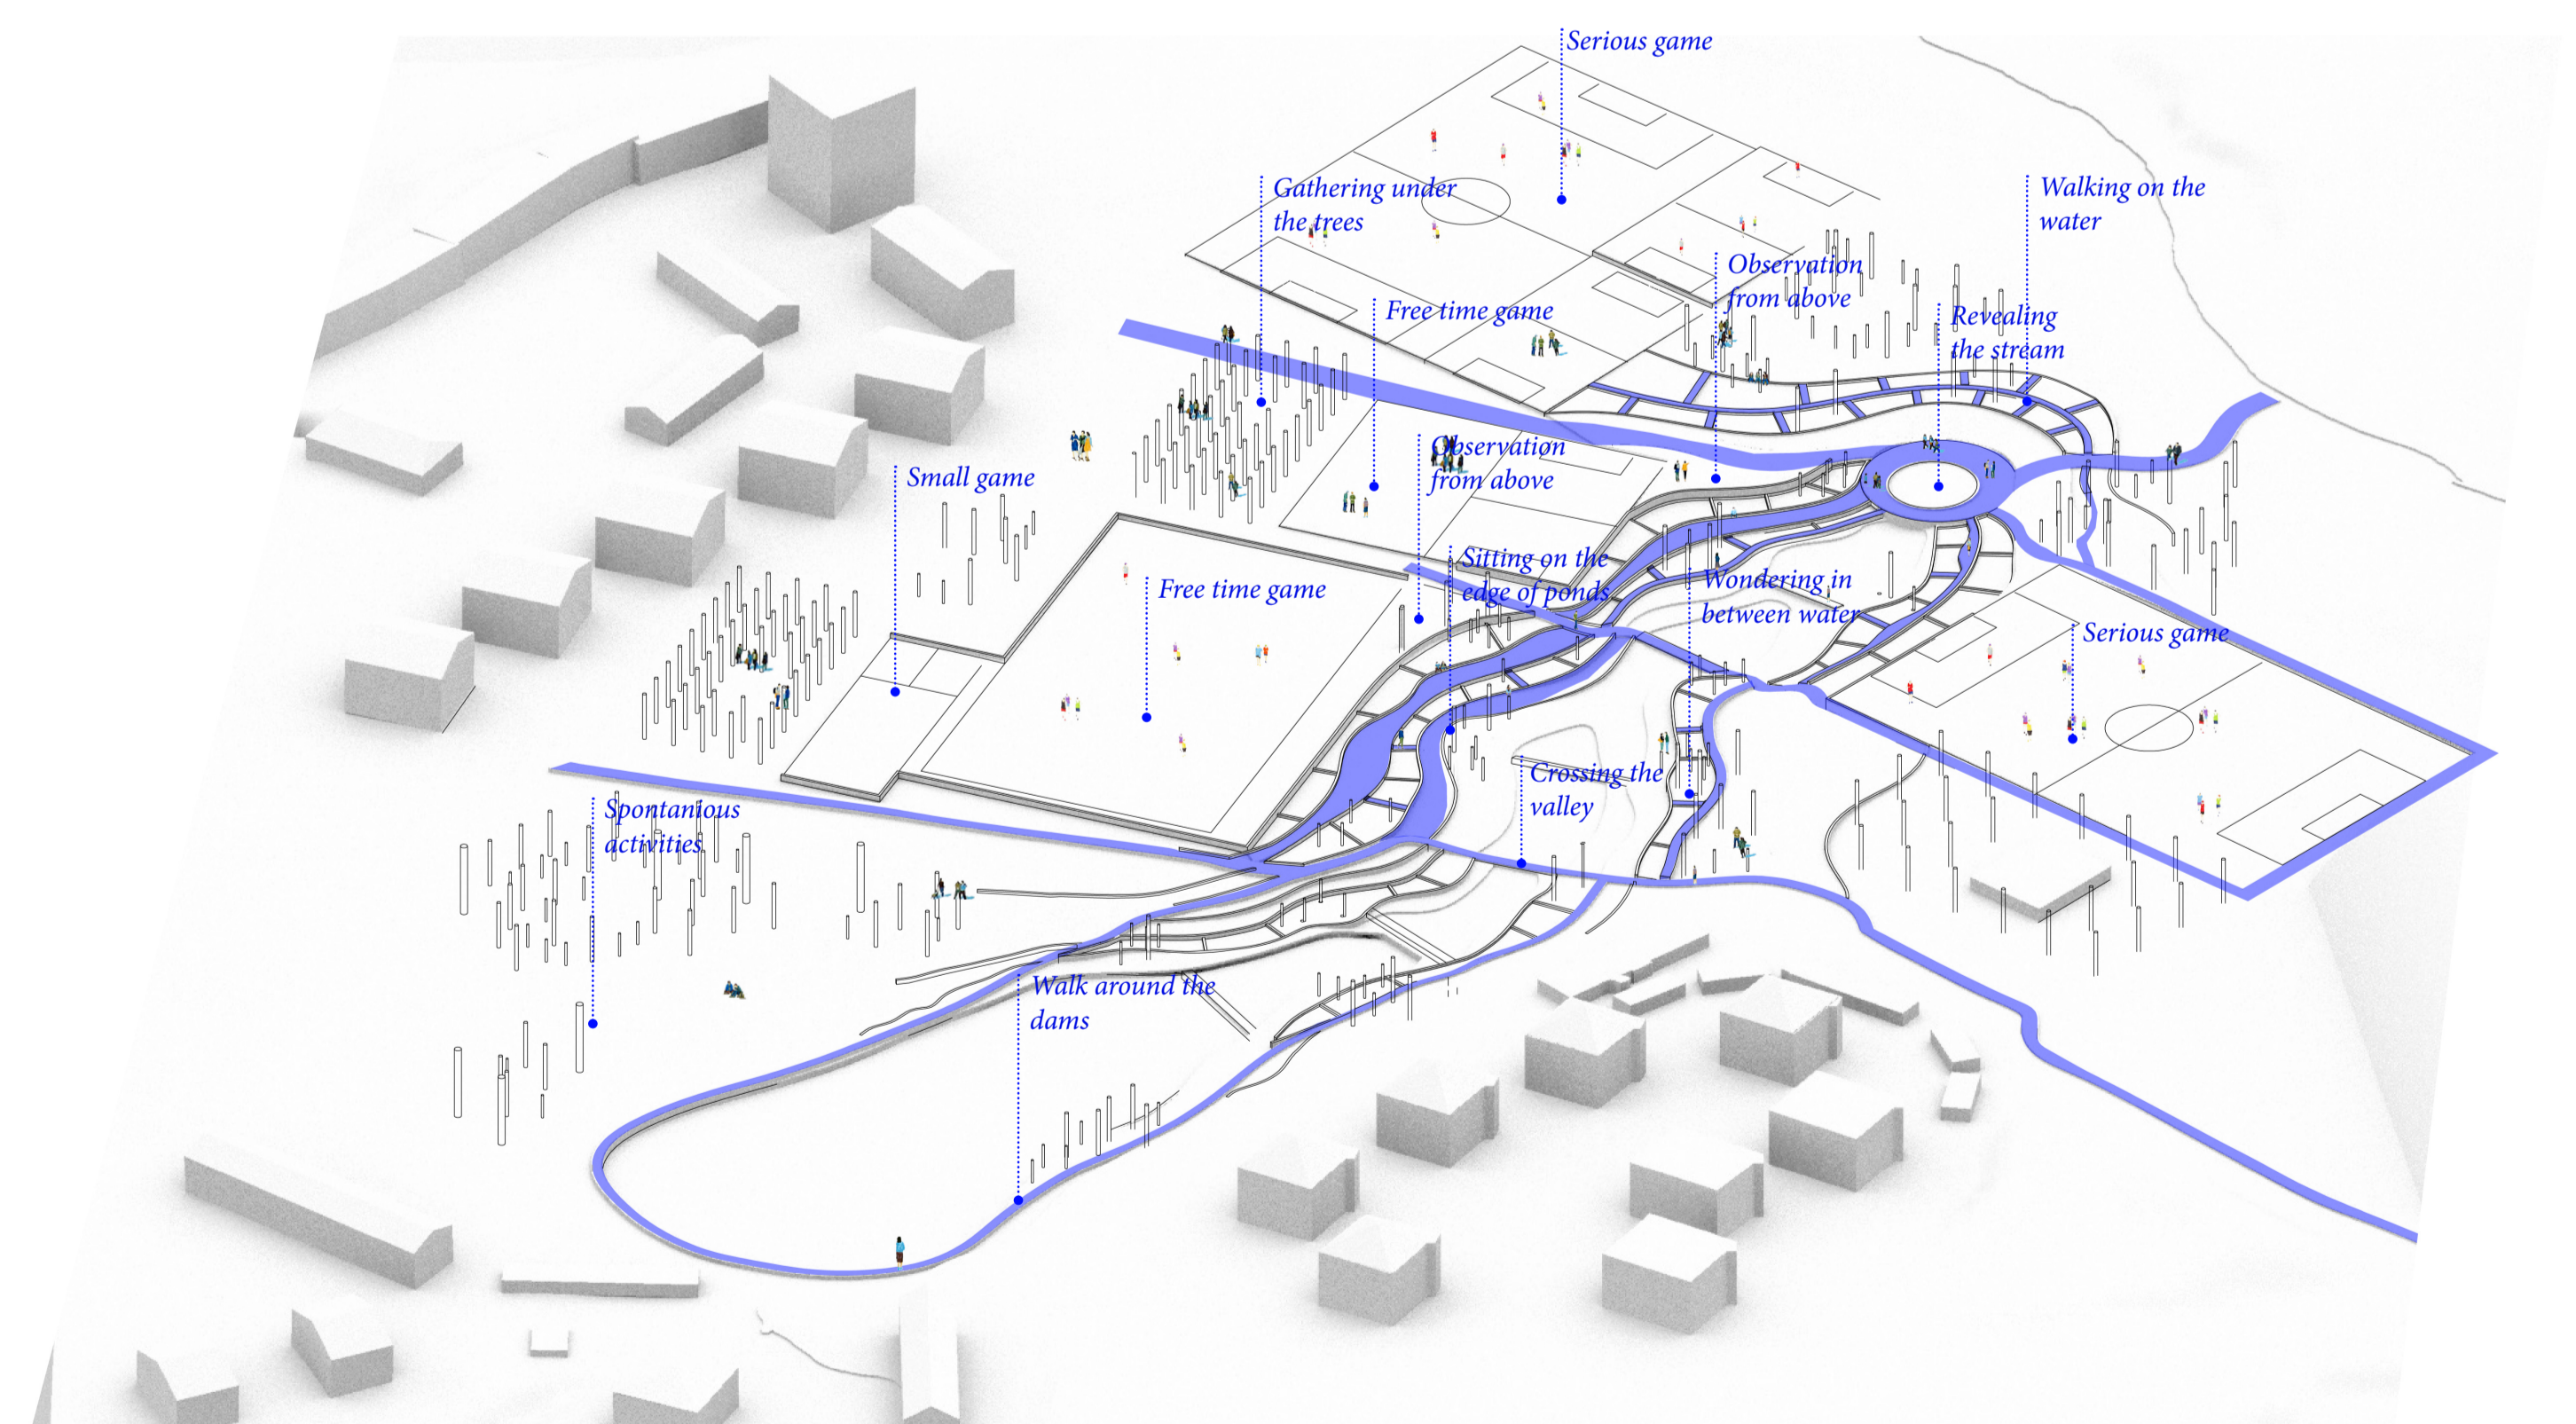 Serious game
Gathering under
the trees
Walking on the
water
Observation
from above
Free time game
Revealing
the stream
Observation
from above
Small game
Sitting on the
edge of ponds
Free time game
Wondering in
between water
Serious game
Crossing the
valley
Spontanious
activities
Walk around the
dams